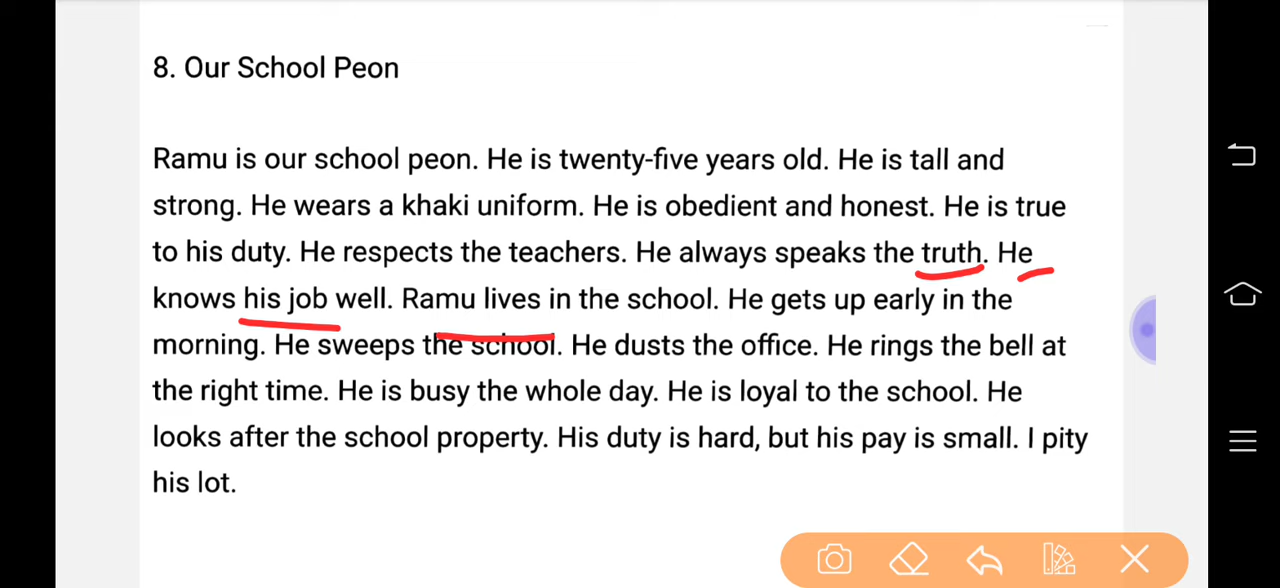 8. Our School Peon
Ramu is our school peon. He is twenty-five years old. He is tall and
strong. He wears a khaki uniform. He is obedient and honest. He is true
to his duty. He respects the teachers. He always speaks the truth. He
knows his job well. Ramu lives in the school. He gets up early in the
morning. He sweeps the school. He dusts the office. He rings the bell at
the right time. He is busy the whole day. He is loyal to the school. He
looks after the school property. His duty is hard, but his pay is small. I pity
his lot.